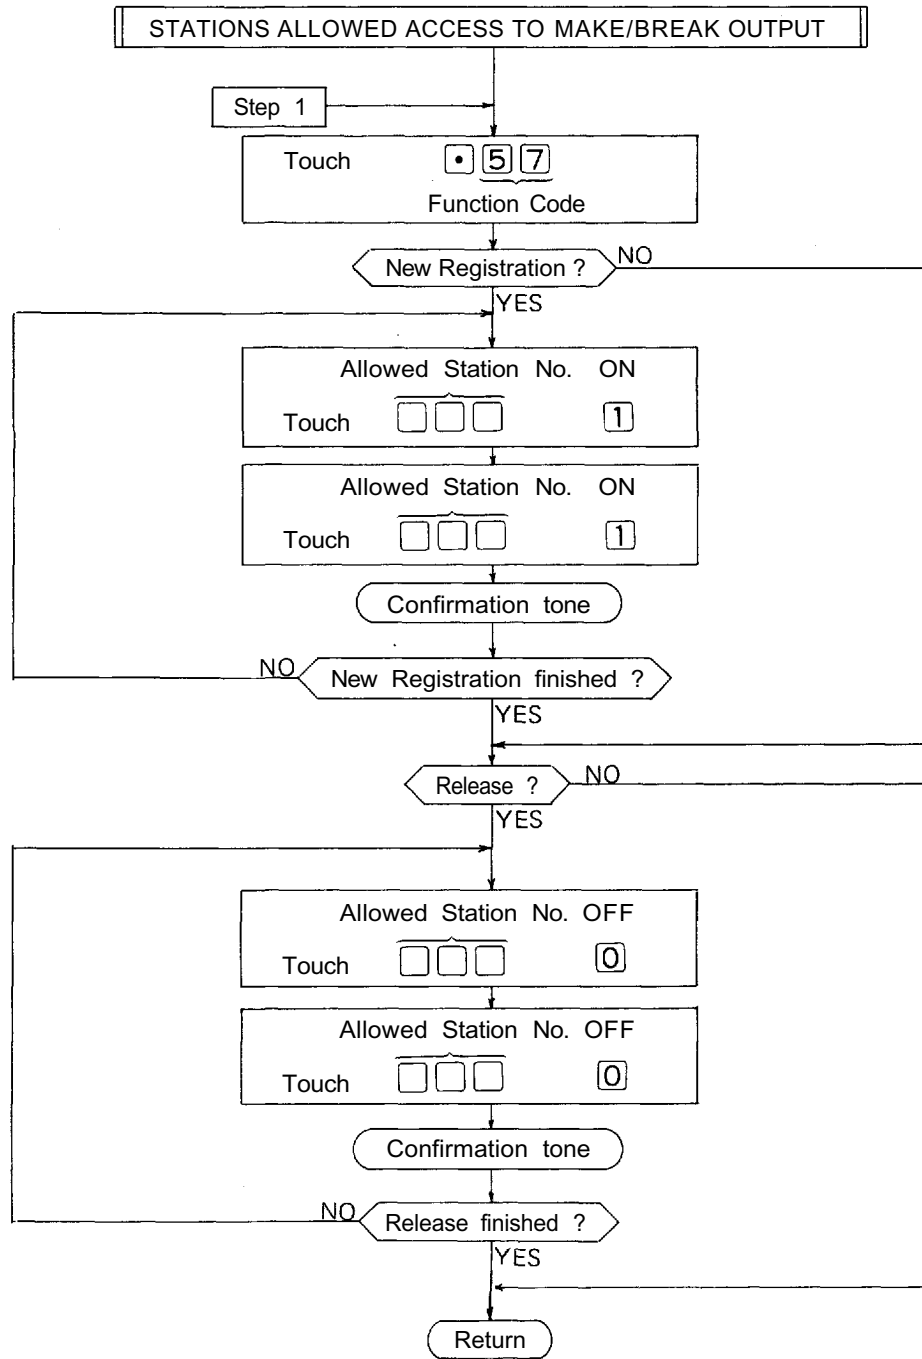 STATIONS ALLOWED ACCESS TO MAKE/BREAK OUTPUT
Step 1
Touch • 5 7
Function Code
New Registration ? NO
YES
Allowed Station No. ON
Touch 1
Allowed Station No. ON
Touch 1
Confirmation tone
NO New Registration finished ?
YES
Release ? NO
YES
Allowed Station No. OFF
Touch 0
Allowed Station No. OFF
Touch 0
Confirmation tone
NO Release finished ?
YES
Return